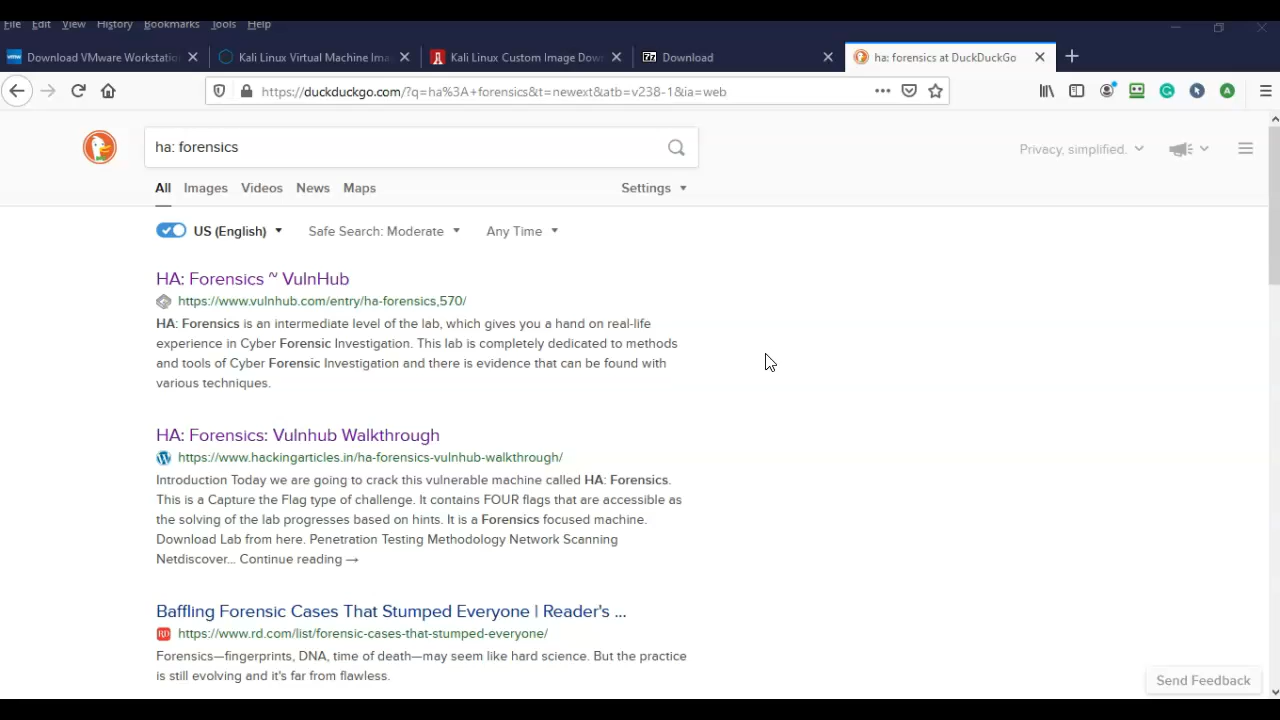 File Edit View History Bookmarks Tools Help
vmw Download VMware Workstatio
Kali Linux Virtual Machine Ima
Kali Linux Custom Image Dow
7z Download
ha: forensics at DuckDuckGo
https://duckduckgo.com/?q=ha%3A+forensics&t=newext&atb=v238-1&ia=web
ha: forensics
Privacy, simplified.
All Images Videos News Maps Settings
US (English) Safe Search: Moderate Any Time
HA: Forensics ~ VulnHub
https://www.vulnhub.com/entry/ha-forensics,570/
HA: Forensics is an intermediate level of the lab, which gives you a hand on real-life
experience in Cyber Forensic Investigation. This lab is completely dedicated to methods
and tools of Cyber Forensic Investigation and there is evidence that can be found with
various techniques.
HA: Forensics: Vulnhub Walkthrough
https://www.hackingarticles.in/ha-forensics-vulnhub-walkthrough/
Introduction Today we are going to crack this vulnerable machine called HA: Forensics.
This is a Capture the Flag type of challenge. It contains FOUR flags that are accessible as
the solving of the lab progresses based on hints. It is a Forensics focused machine.
Download Lab from here. Penetration Testing Methodology Network Scanning
Netdiscover... Continue reading →
Baffling Forensic Cases That Stumped Everyone | Reader's ...
RD https://www.rd.com/list/forensic-cases-that-stumped-everyone/
Forensics—fingerprints, DNA, time of death—may seem like hard science. But the practice
is still evolving and it's far from flawless.
Send Feedback